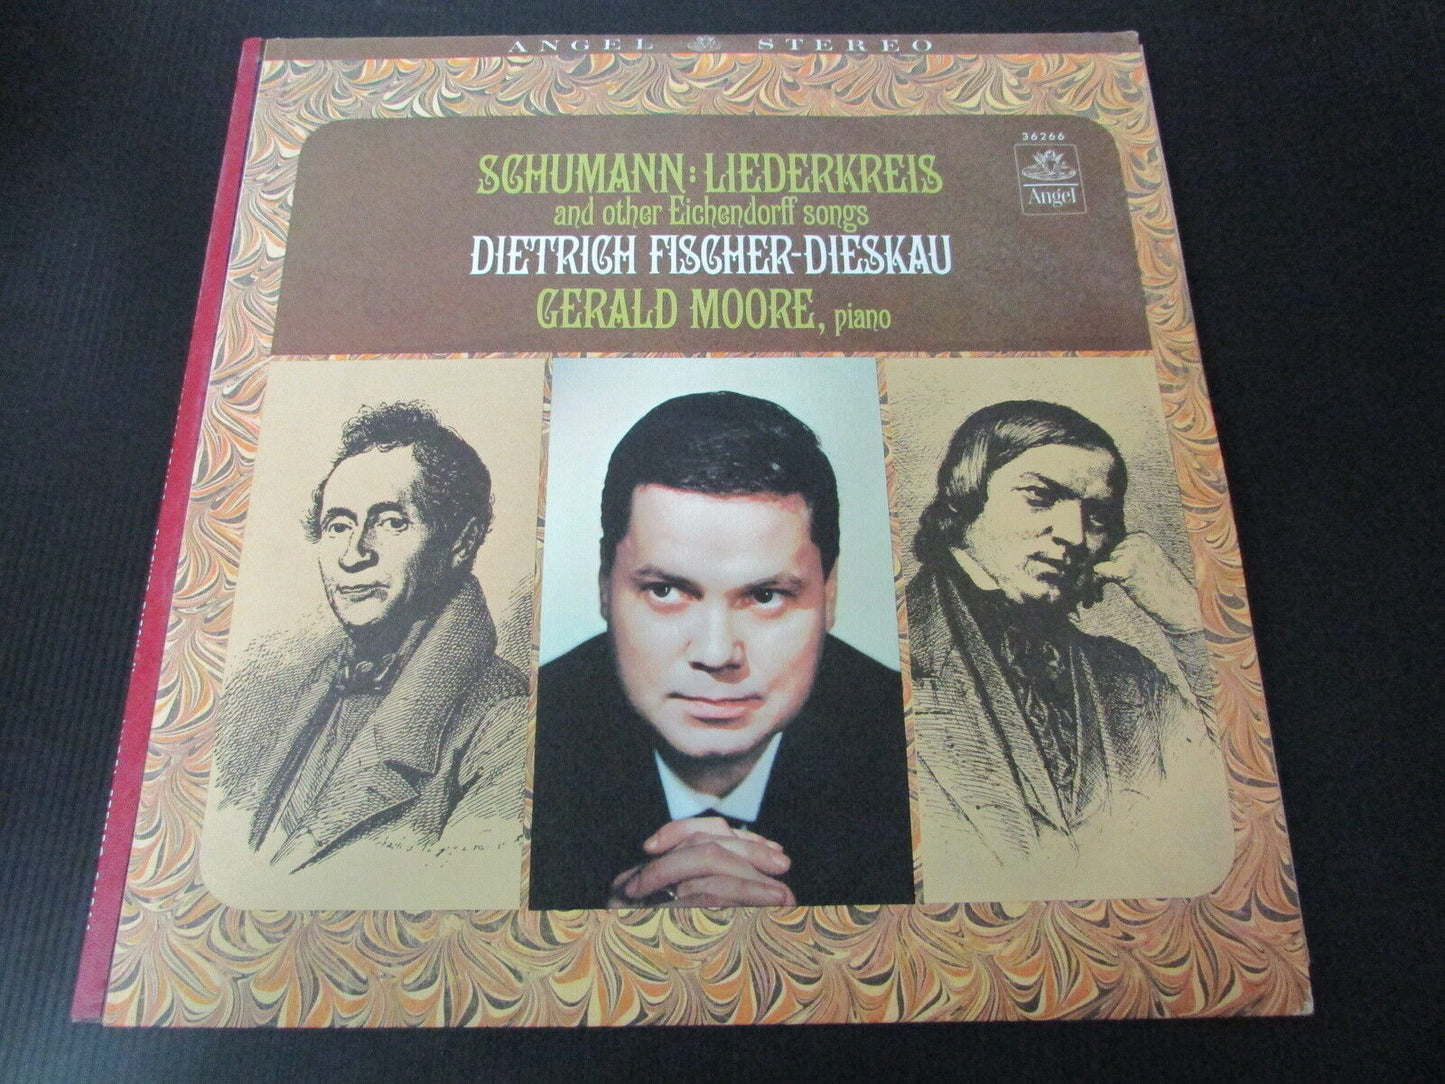 ANGEL STEREO
36266
Angel
SCHUMANN: LIEDERKREIS
and other Eichendorff songs
DIETRICH FISCHER-DIESKAU
GERALD MOORE, piano